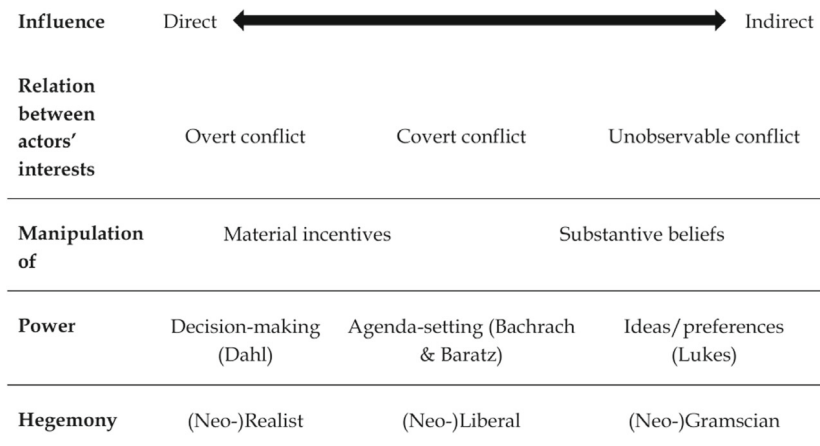 Influence Direct Indirect
Relation
between
actors’
interests
Overt conflict Covert conflict Unobservable conflict
Manipulation
of
Material incentives Substantive beliefs
Power Decision-making Agenda-setting (Bachrach Ideas/preferences
(Dahl) & Baratz) (Lukes)
Hegemony (Neo-)Realist (Neo-)Liberal (Neo-)Gramscian